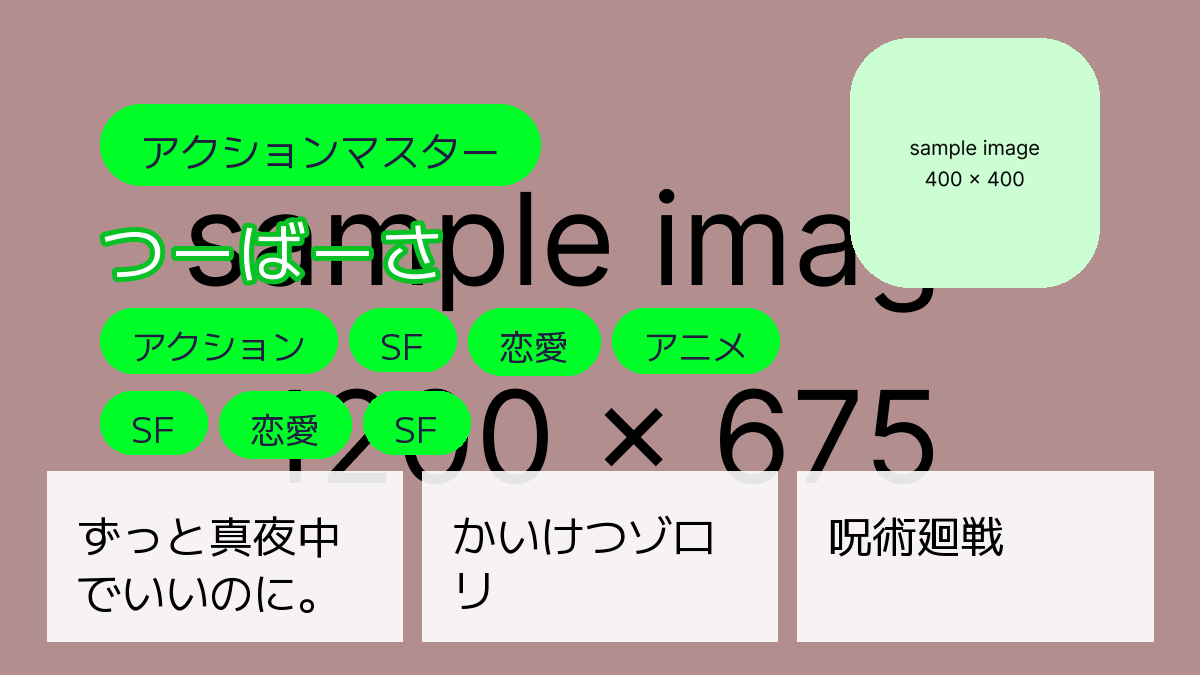 アクションマスター
sample image
400 × 400
つーばーさ
sample imag
アクション SF 恋愛 アニメ
SF 恋愛 SF
1200 × 675
ずっと真夜中
でいいのに。
かいけつゾロ
リ
呪術廻戦